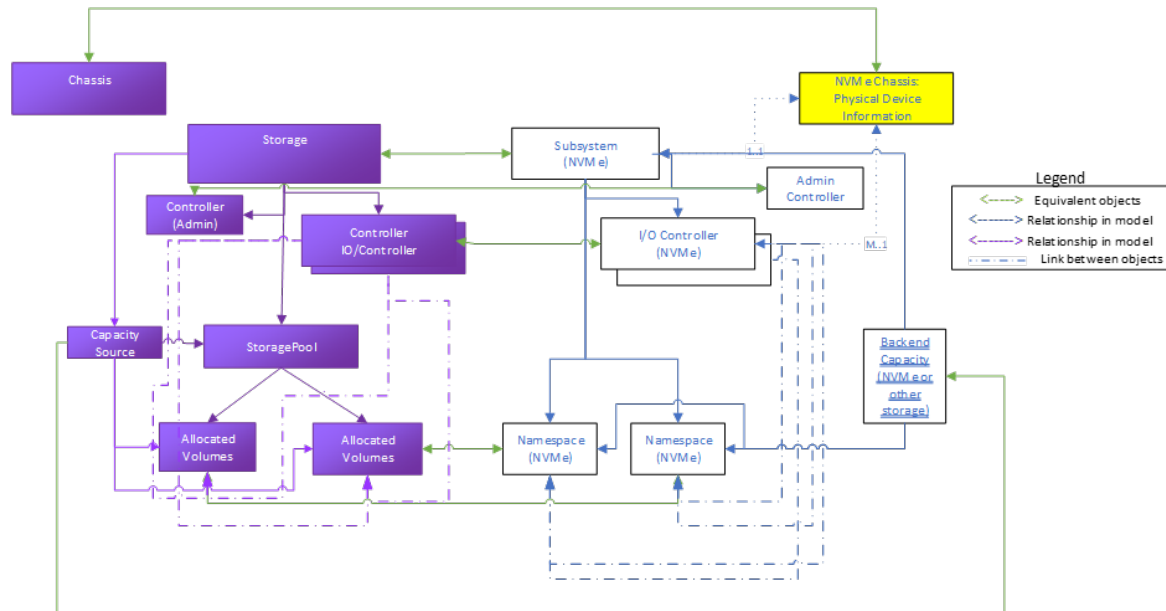 Chassis
NVMe Chassis:
Physical Device
Information
Storage
Subsystem
(NVMe)
1..1
Admin
Controller
Legend
Equivalent objects
Relationship in model
Relationship in model
Link between objects
Controller
(Admin)
Controller
IO/Controller
I/O Controller
(NVMe)
M..1
Capacity
Source
StoragePool
Backend
Capacity
(NVMe or
other
storage)
Allocated
Volumes
Allocated
Volumes
Namespace
(NVMe)
Namespace
(NVMe)